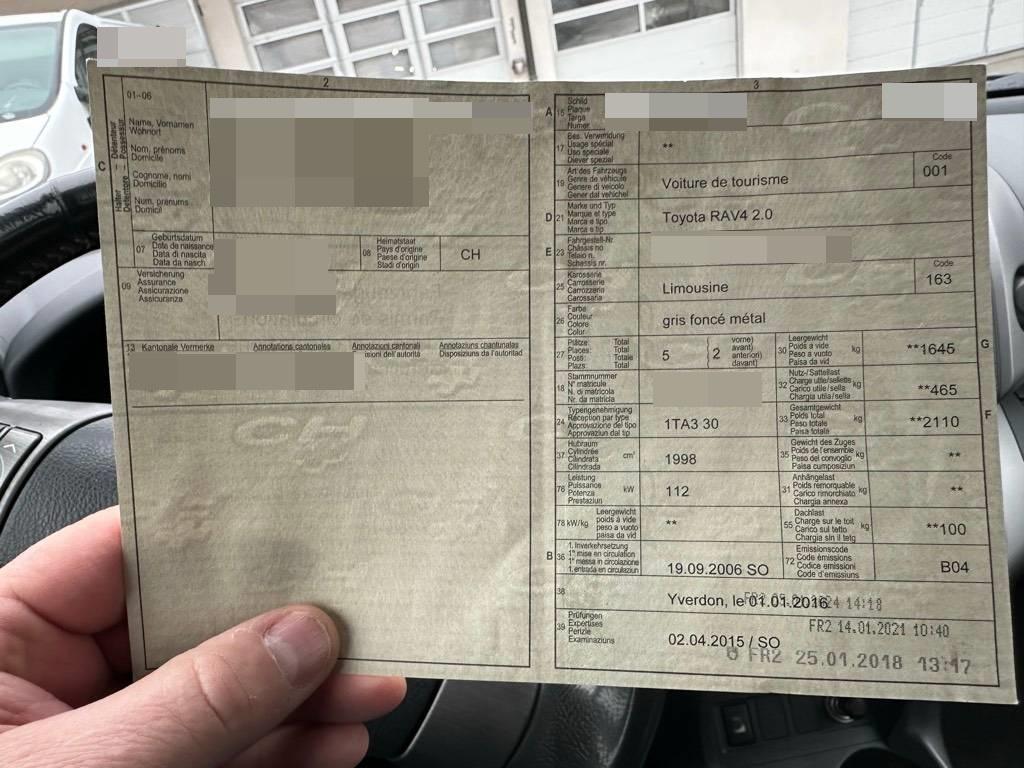 2
01-06
C
Halter
Détenteur
Detentore
Possessur
Name, Vornamen
Wohnort
Nom, prénoms
Domicile
Cognome, nomi
Domicilio
Num, prenums
Domicil
07
Geburtsdatum
Date de naissance
Data di nascita
Data da nasch.
08
Heimatstaat
Pays d'origine
Paese d'origine
Stadi d'origin
CH
09
Versicherung
Assurance
Assicurazione
Assicuranza
13 Kantonale Vermerke
Annotations cantonales
Annotazioni cantonali
Annotaziuns chantunalas
Disposiziuns da l'autoritad
3
A 15
Schild
Plaque
Targa
Numer
17
Bes. Verwendung
Usage spécial
Uso speciale
Diever spezial
**
19
Art des Fahrzeugs
Genre de véhicule
Genere di veicolo
Gener dal vehichel
Voiture de tourisme
Code
001
D 21
Marke und Typ
Marque et type
Marca e tipo
Marca e tip
Toyota RAV4 2.0
E 23
Fahrgestell-Nr.
Châssis no
Telaio n.
Schassis nr.
25
Karosserie
Carrosserie
Carrozzeria
Carossaria
Limousine
Code
163
26
Farbe
Couleur
Colore
Color
gris foncé métal
27
Plätze: Total
Places: Total
Posti: Totale
Plazs: Total
5
2
vorne)
avant)
anteriori)
davant)
G
30
Leergewicht
Poids à vide
Peso a vuoto
Paisa da vid
kg
**1645
18
Stammnummer
N° matricule
N. di matricola
Nr. da matricla
32
Nutz-/Sattellast
Charge utile/sellette
Carico utile/sella
Chargia utila/sella
kg
**465
24
Typengenehmigung
Réception par type
Approvazione del tipo
Approvaziun dal tip
1TA3 30
F
33
Gesamtgewicht
Poids total
Peso totale
Paisa totala
kg
**2110
37
Hubraum
Cylindrée
Cilindrata
Cilindrada
cm³
1998
35
Gewicht des Zuges
Poids de l'ensemble
Peso del convoglio
Paisa cumposiziun
kg
**
76
Leistung
Puissance
Potenza
Prestaziun
kW
112
31
Anhängelast
Poids remorquable
Carico rimorchiato
Chargia annexa
kg
**
78 kW/kg
Leergewicht
poids à vide
peso a vuoto
paisa da vid
**
55
Dachlast
Charge sur le toit
Carico sul tetto
Chargia sin il tetg
kg
**100
B 36
1. Inverkehrsetzung
1re mise en circulation
1a messa in circolazione
1. entrada en circulaziun
19.09.2006 SO
72
Emissionscode
Code émissions
Codice emissioni
Code d'emissiuns
B04
38
Yverdon, le 01.01.2016
14:18
39
Prüfungen
Expertises
Perizie
Examinaziuns
02.04.2015 / SO
FR2 14.01.2021 10:40
FR2 25.01.2018 13:17